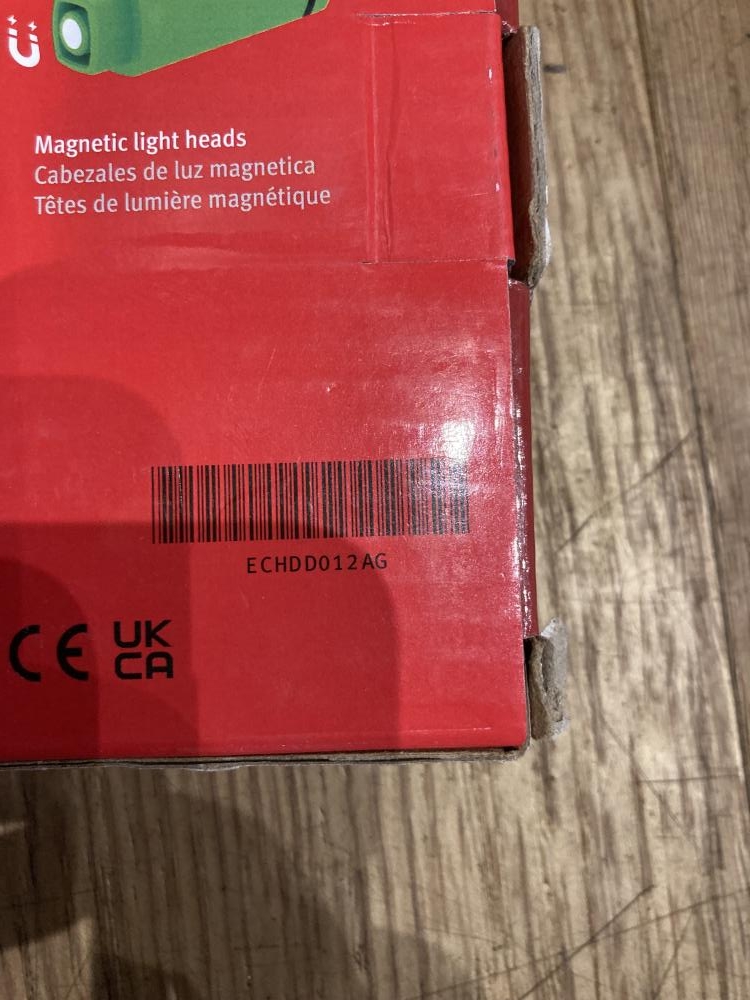 Magnetic light heads
Cabezales de luz magnetica
Têtes de lumière magnétique
ECHDD012AG
CE UK
CA